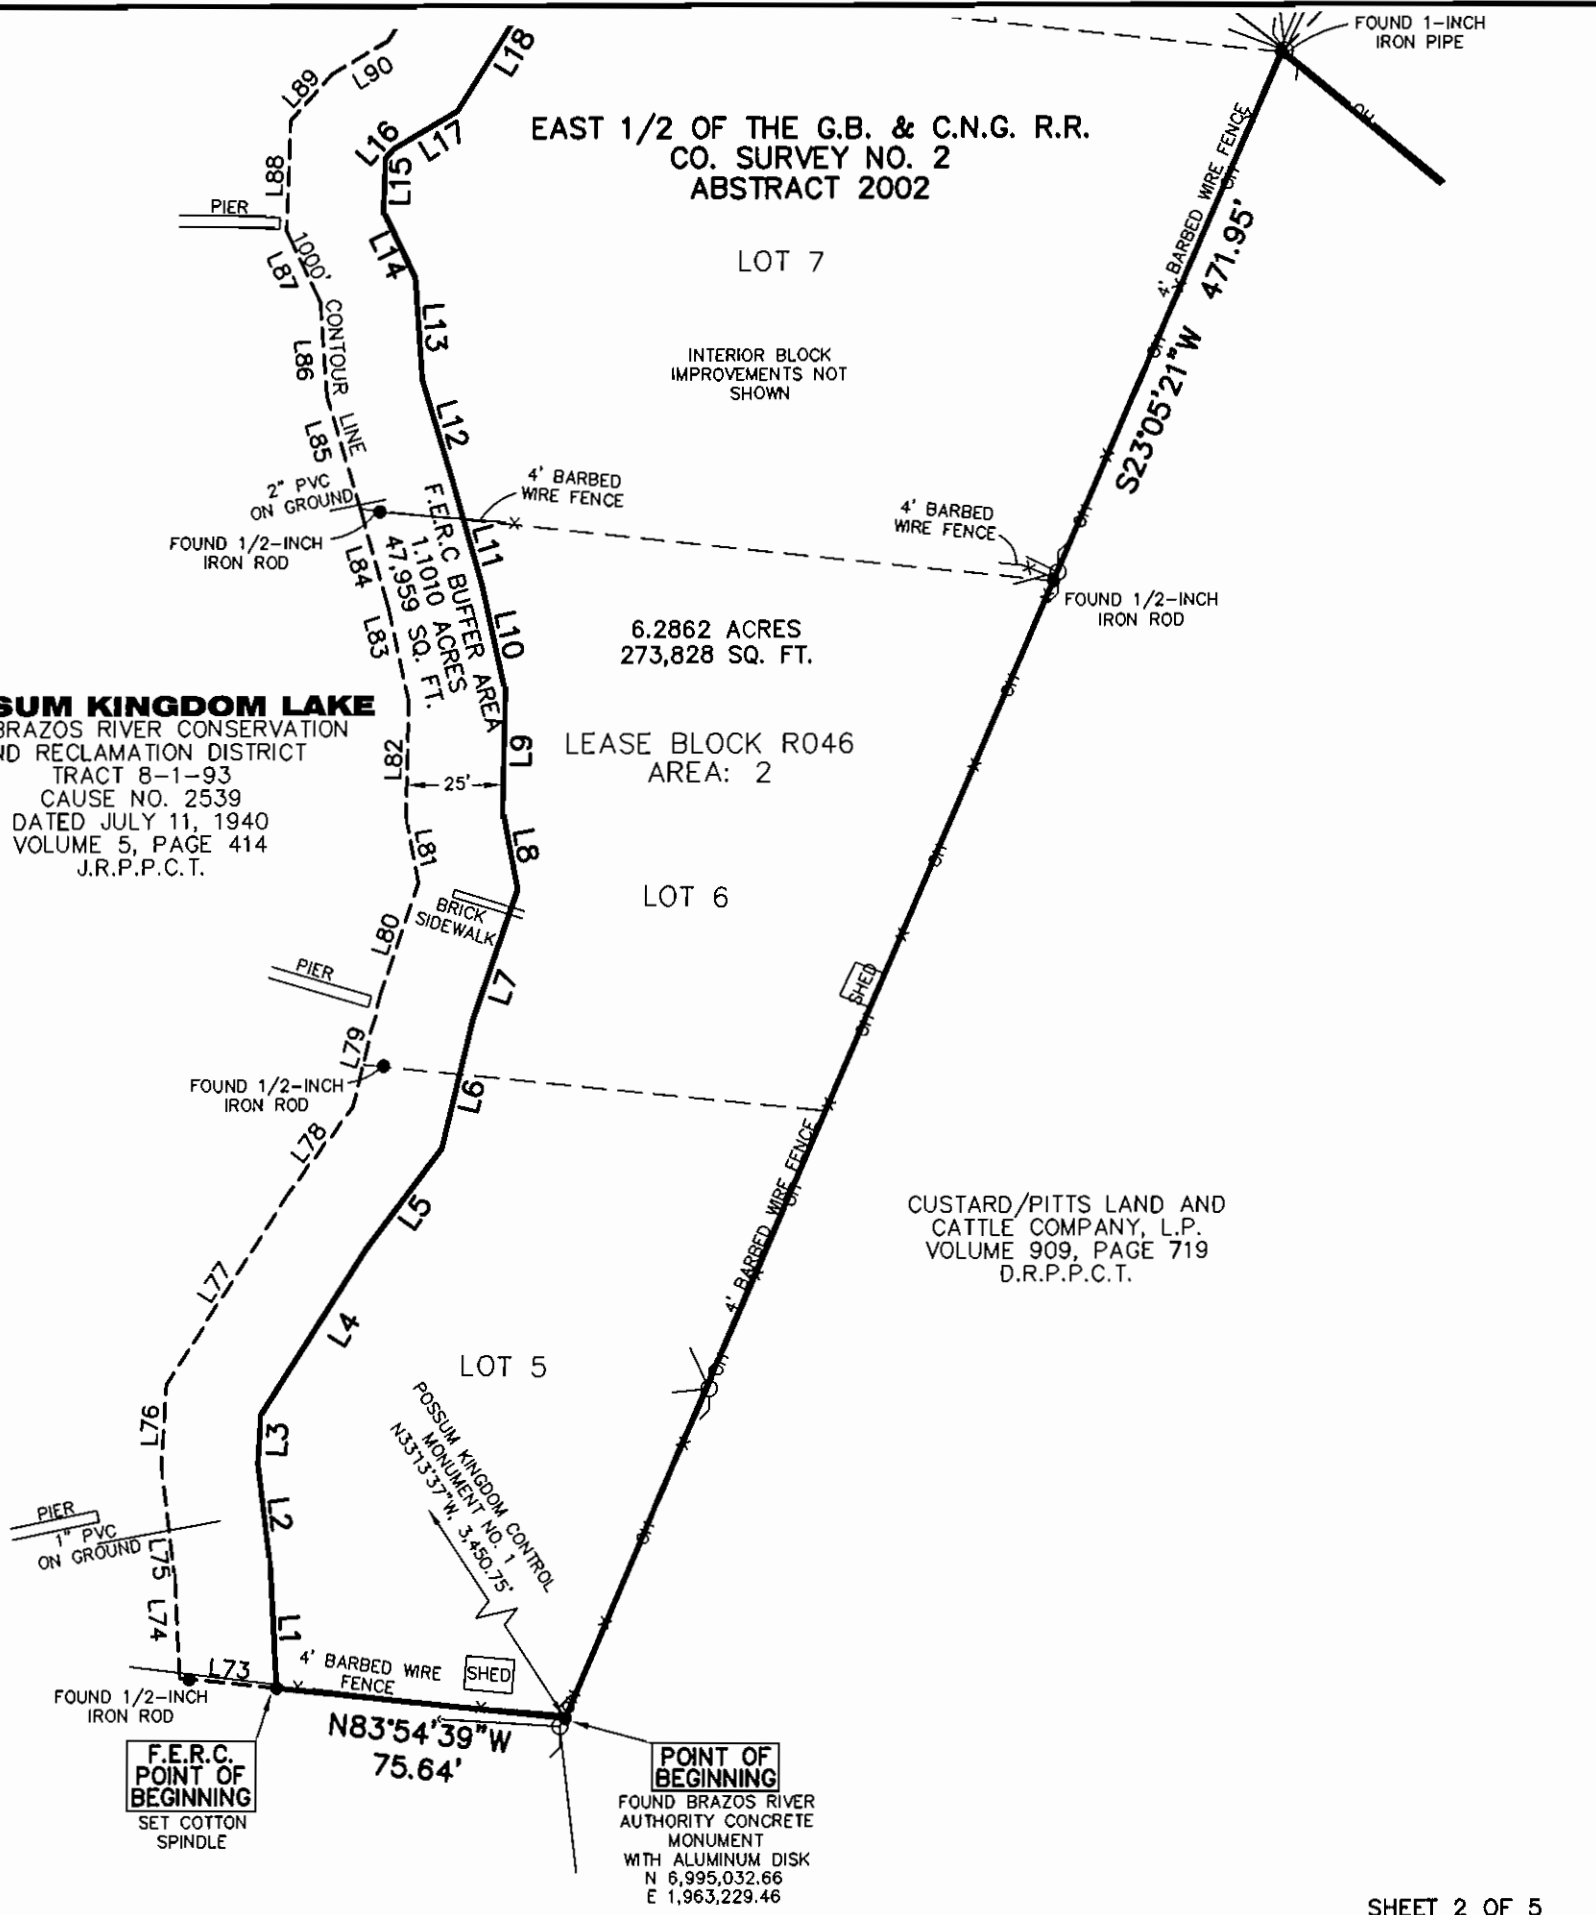 FOUND 1-INCH
IRON PIPE
L18
L90
L89
L16
L17
L15
L88
PIER
EAST 1/2 OF THE G.B. & C.N.G. R.R.
CO. SURVEY NO. 2
ABSTRACT 2002
OH
4' BARBED WIRE FENCE
OH
S23°05'21"W 471.95'
OH
OH
LOT 7
L14
L87
1000' CONTOUR LINE
L13
L86
INTERIOR BLOCK
IMPROVEMENTS NOT
SHOWN
L12
L85
2" PVC
ON GROUND
4' BARBED
WIRE FENCE
4' BARBED
WIRE FENCE
FOUND 1/2-INCH
IRON ROD
L11
L84
F.E.R.C BUFFER AREA
1.1010 ACRES
47,959 SQ. FT.
FOUND 1/2-INCH
IRON ROD
L10
L83
6.2862 ACRES
273,828 SQ. FT.
OH
SUM KINGDOM LAKE
BRAZOS RIVER CONSERVATION
ND RECLAMATION DISTRICT
TRACT 8-1-93
CAUSE NO. 2539
DATED JULY 11, 1940
VOLUME 5, PAGE 414
J.R.P.P.C.T.
L82
L9
25'
LEASE BLOCK R046
AREA: 2
L81
L8
OH
LOT 6
BRICK
SIDEWALK
L80
PIER
L7
SHED
OH
L79
FOUND 1/2-INCH
IRON ROD
L6
L78
L5
4' BARBED WIRE FENCE
OH
CUSTARD/PITTS LAND AND
CATTLE COMPANY, L.P.
VOLUME 909, PAGE 719
D.R.P.P.C.T.
L77
L4
LOT 5
OH
L76
L3
POSSUM KINGDOM CONTROL
MONUMENT NO. 1
N33°13'37"W, 3,450.75'
PIER
1" PVC
ON GROUND
L2
L75
OH
L74
L1
L73
4' BARBED WIRE
FENCE
SHED
FOUND 1/2-INCH
IRON ROD
N83°54'39"W
75.64'
F.E.R.C.
POINT OF
BEGINNING
SET COTTON
SPINDLE
POINT OF
BEGINNING
FOUND BRAZOS RIVER
AUTHORITY CONCRETE
MONUMENT
WITH ALUMINUM DISK
N 6,995,032.66
E 1,963,229.46
SHEET 2 OF 5